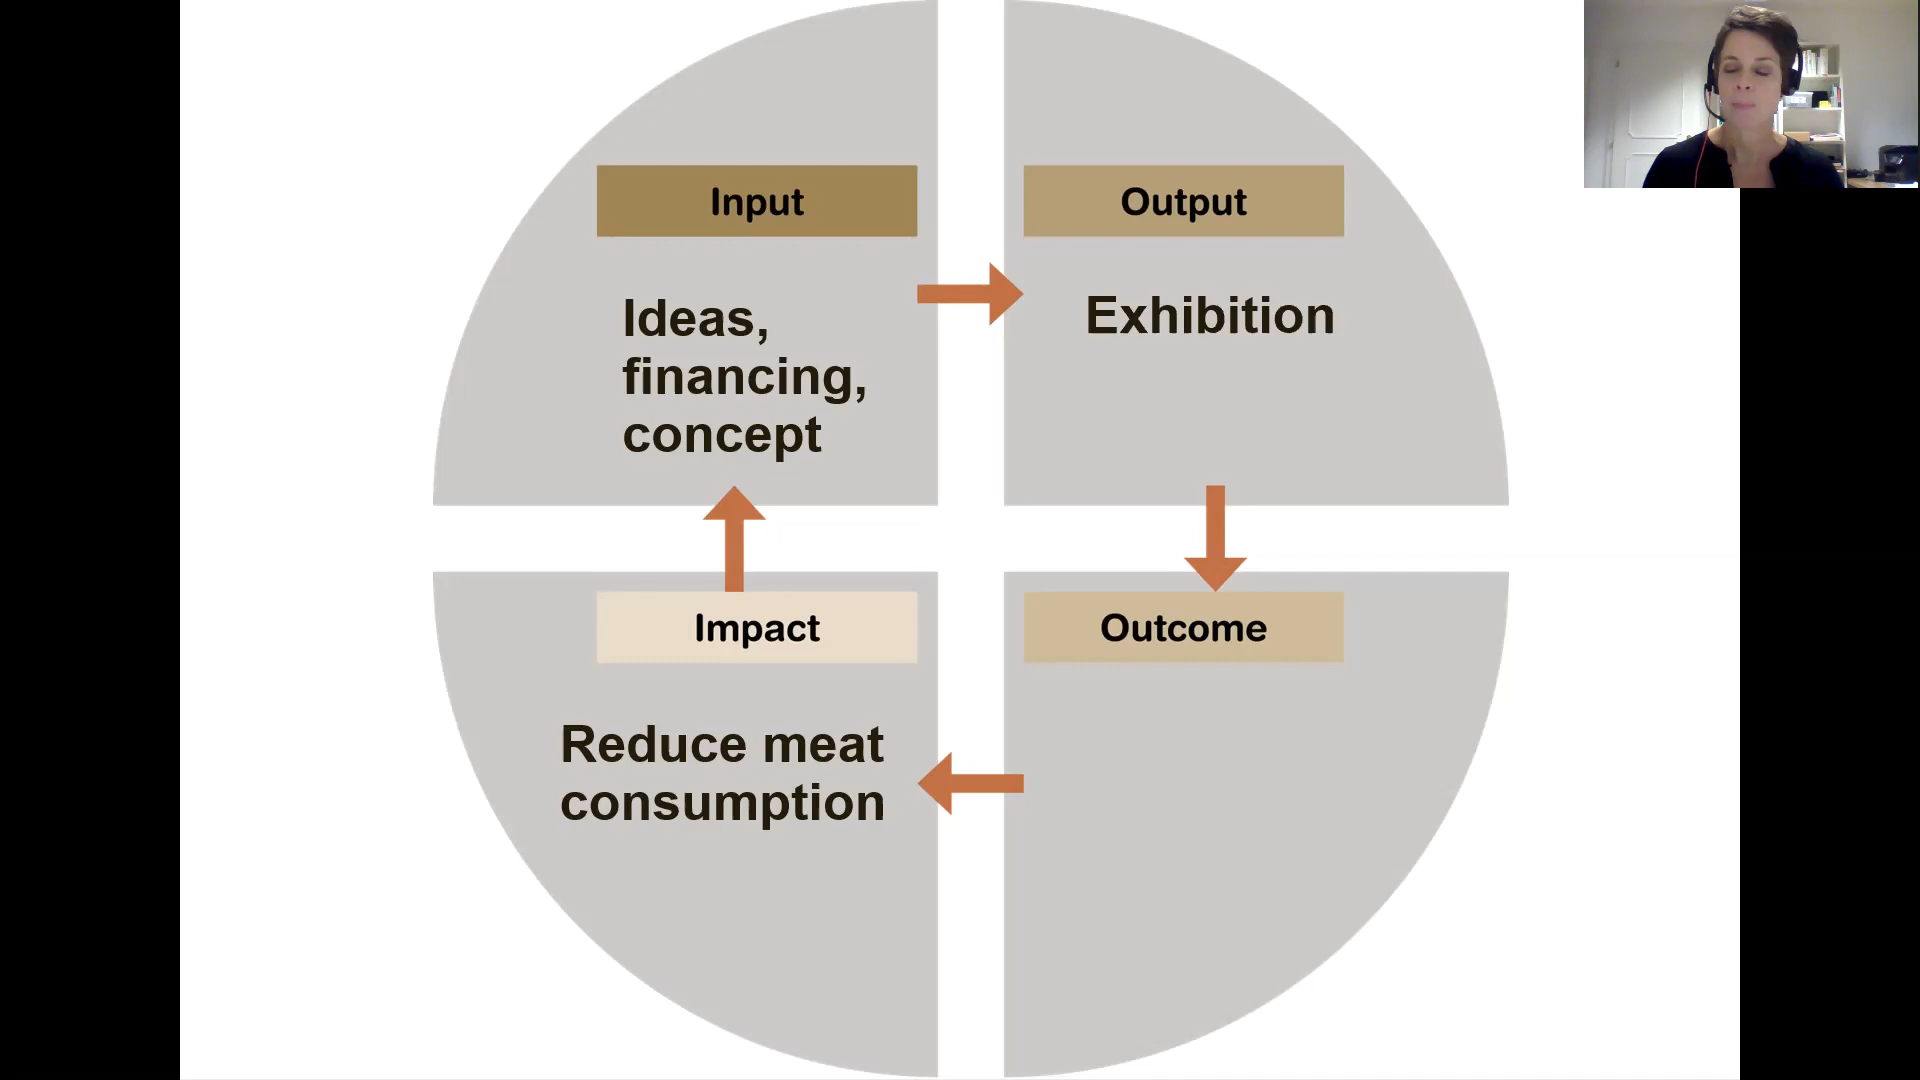 Input
Ideas,
financing,
concept
Output
Exhibition
Impact
Reduce meat
consumption
Outcome